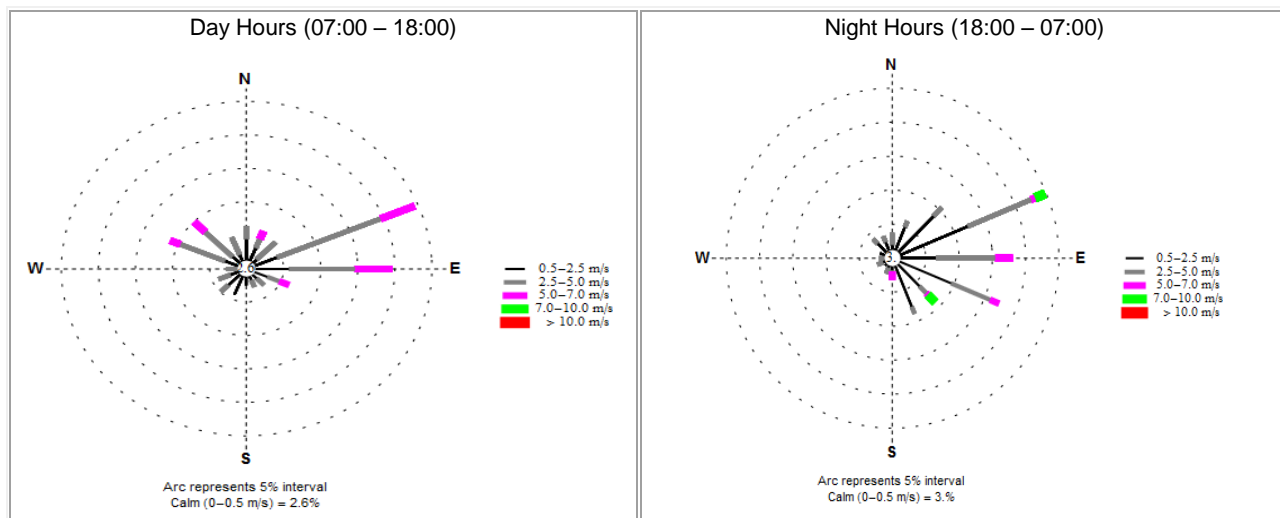 Day Hours (07:00 – 18:00)
N
W
2.6
E
S
0.5–2.5 m/s
2.5–5.0 m/s
5.0–7.0 m/s
7.0–10.0 m/s
> 10.0 m/s
Arc represents 5% interval
Calm (0–0.5 m/s) = 2.6%
Night Hours (18:00 – 07:00)
N
W
3.
E
S
0.5–2.5 m/s
2.5–5.0 m/s
5.0–7.0 m/s
7.0–10.0 m/s
> 10.0 m/s
Arc represents 5% interval
Calm (0–0.5 m/s) = 3.%